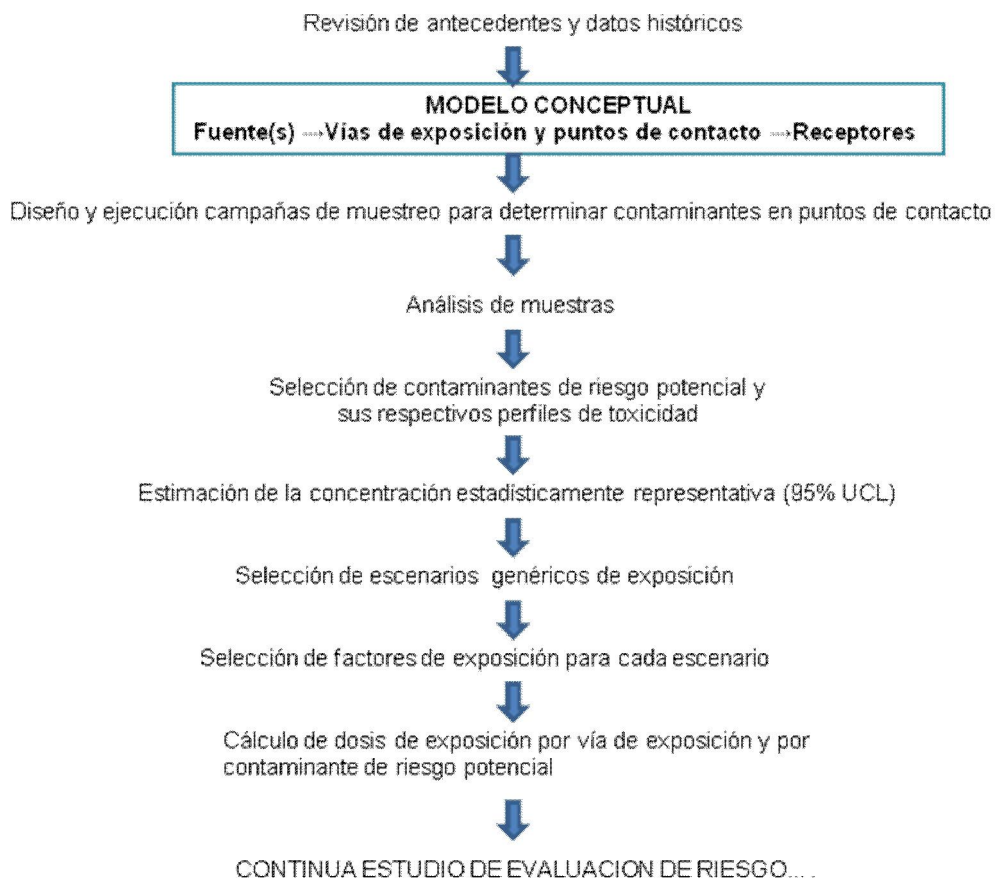 Revisión de antecedentes y datos históricos
MODELO CONCEPTUAL
Fuente(s) → Vías de exposición y puntos de contacto → Receptores
Diseño y ejecución campañas de muestreo para determinar contaminantes en puntos de contacto
Análisis de muestras
Selección de contaminantes de riesgo potencial y
sus respectivos perfiles de toxicidad
Estimación de la concentración estadísticamente representativa (95% UCL)
Selección de escenarios genéricos de exposición
Selección de factores de exposición para cada escenario
Cálculo de dosis de exposición por vía de exposición y por
contaminante de riesgo potencial
CONTINUA ESTUDIO DE EVALUACION DE RIESGO....